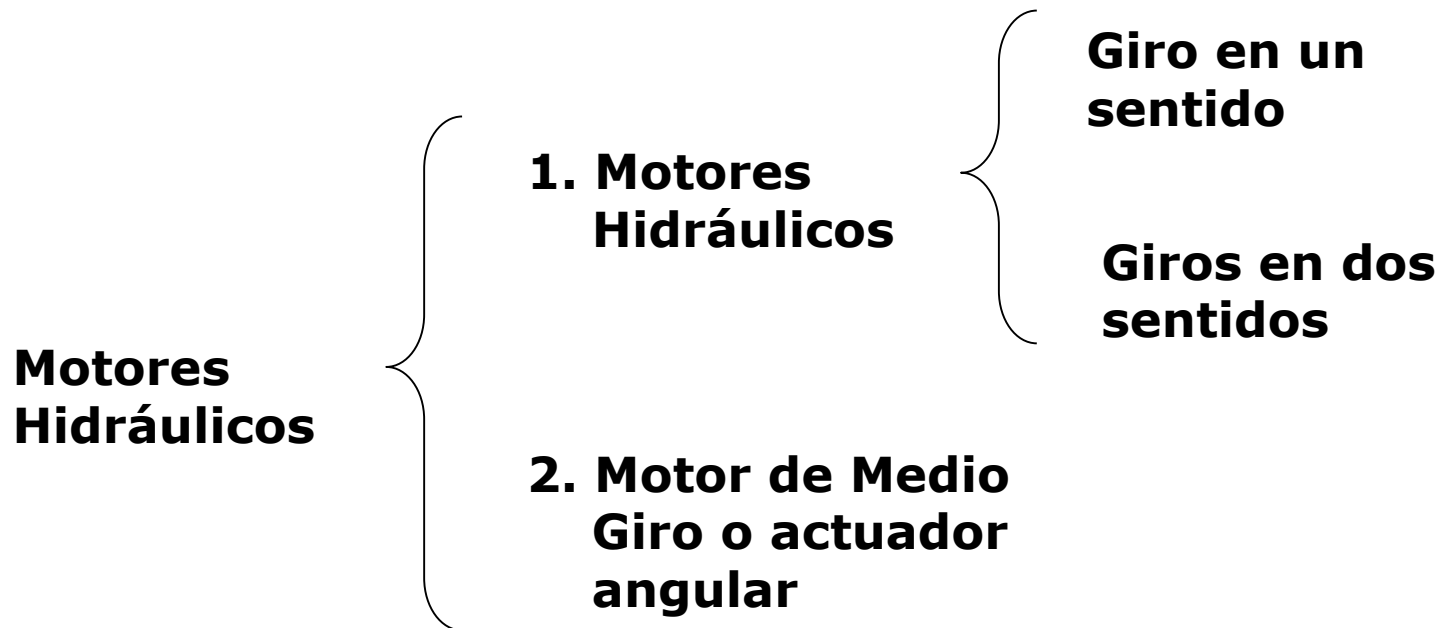 Motores
Hidráulicos
1. Motores
Hidráulicos
Giro en un
sentido
Giros en dos
sentidos
2. Motor de Medio
Giro o actuador
angular